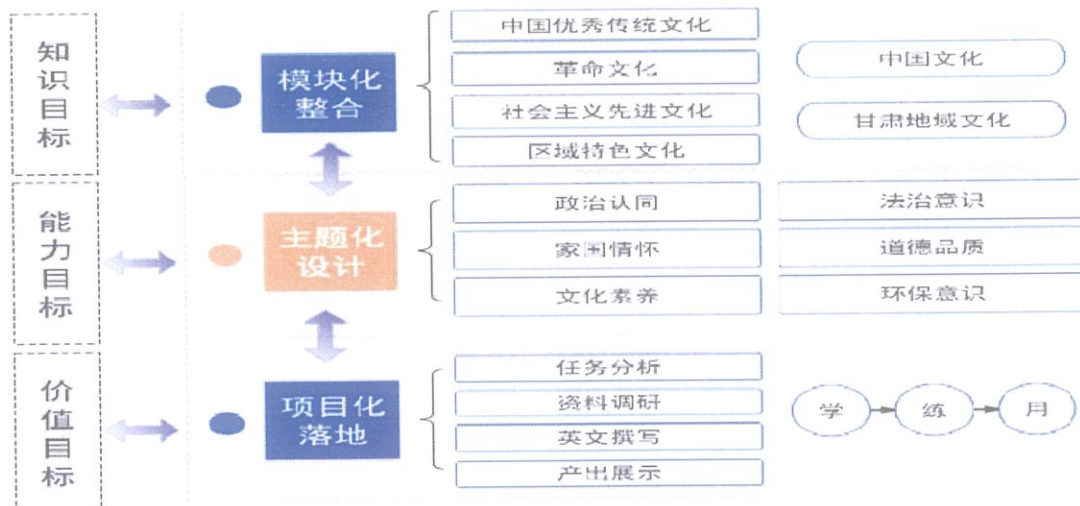 知识目标
模块化
整合
中国优秀传统文化
革命文化
社会主义先进文化
区域特色文化
中国文化
甘肃地域文化
能力目标
主题化
设计
政治认同
家国情怀
文化素养
法治意识
道德品质
环保意识
价值目标
项目化
落地
任务分析
资料调研
英文撰写
产出展示
学
练
用